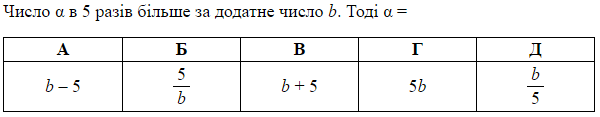 Число α в 5 разів більше за додатне число b. Тоді α =
А Б В Г Д
b – 5 5/b b + 5 5b b/5